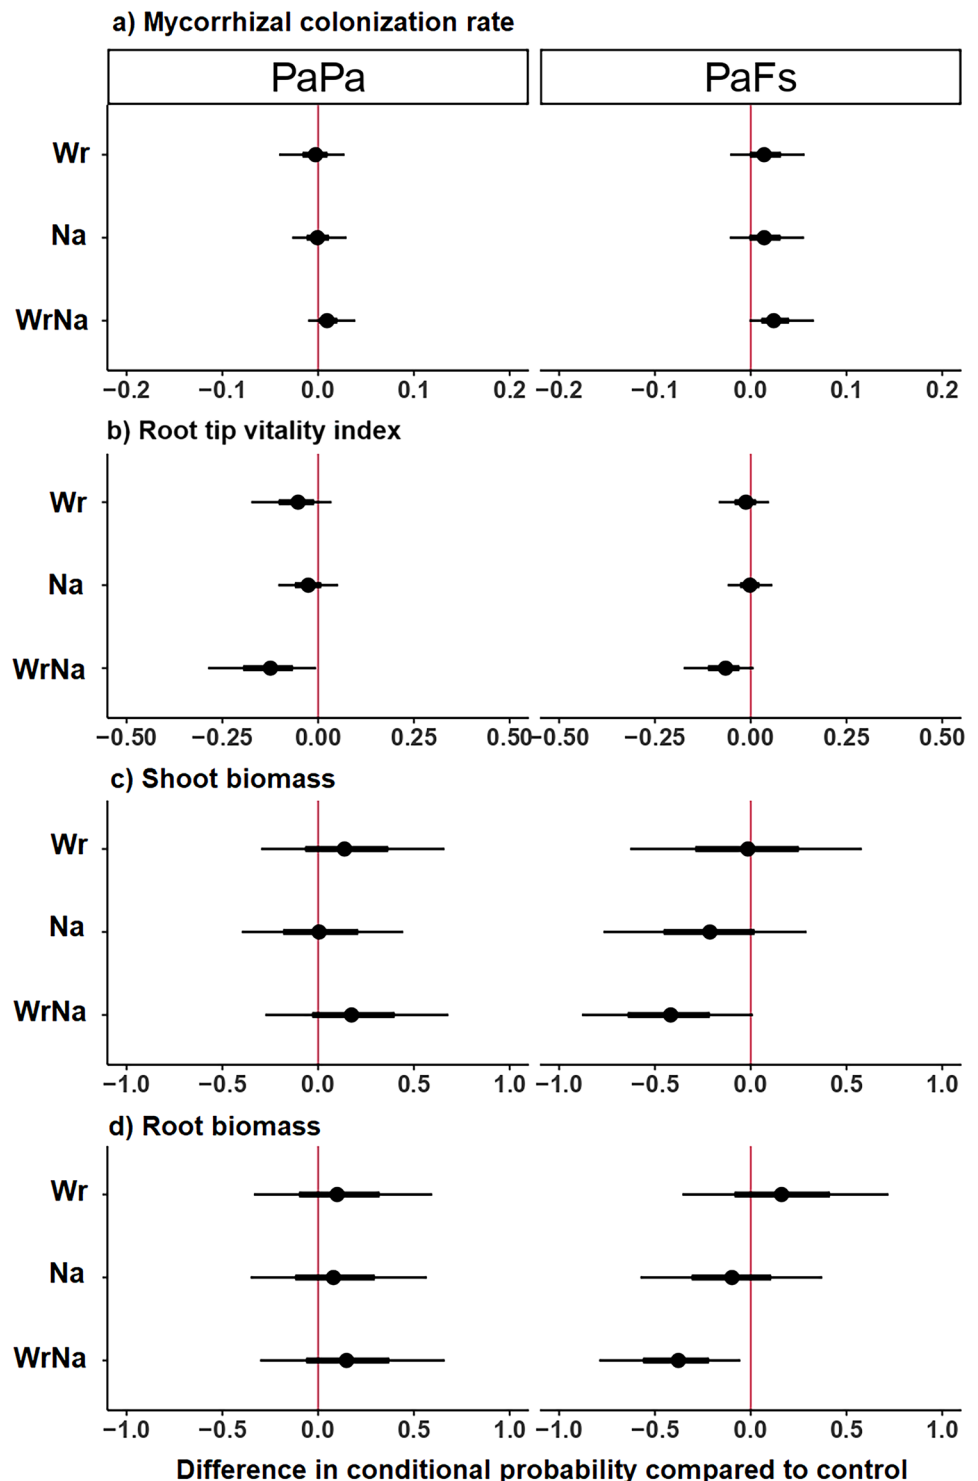 a) Mycorrhizal colonization rate
PaPa PaFs
Wr
Na
WrNa
−0.2 −0.1 0.0 0.1 0.2 −0.2 −0.1 0.0 0.1 0.2
b) Root tip vitality index
Wr
Na
WrNa
−0.50 −0.25 0.00 0.25 0.50 −0.50 −0.25 0.00 0.25 0.50
c) Shoot biomass
Wr
Na
WrNa
−1.0 −0.5 0.0 0.5 1.0 −1.0 −0.5 0.0 0.5 1.0
d) Root biomass
Wr
Na
WrNa
−1.0 −0.5 0.0 0.5 1.0 −1.0 −0.5 0.0 0.5 1.0
Difference in conditional probability compared to control